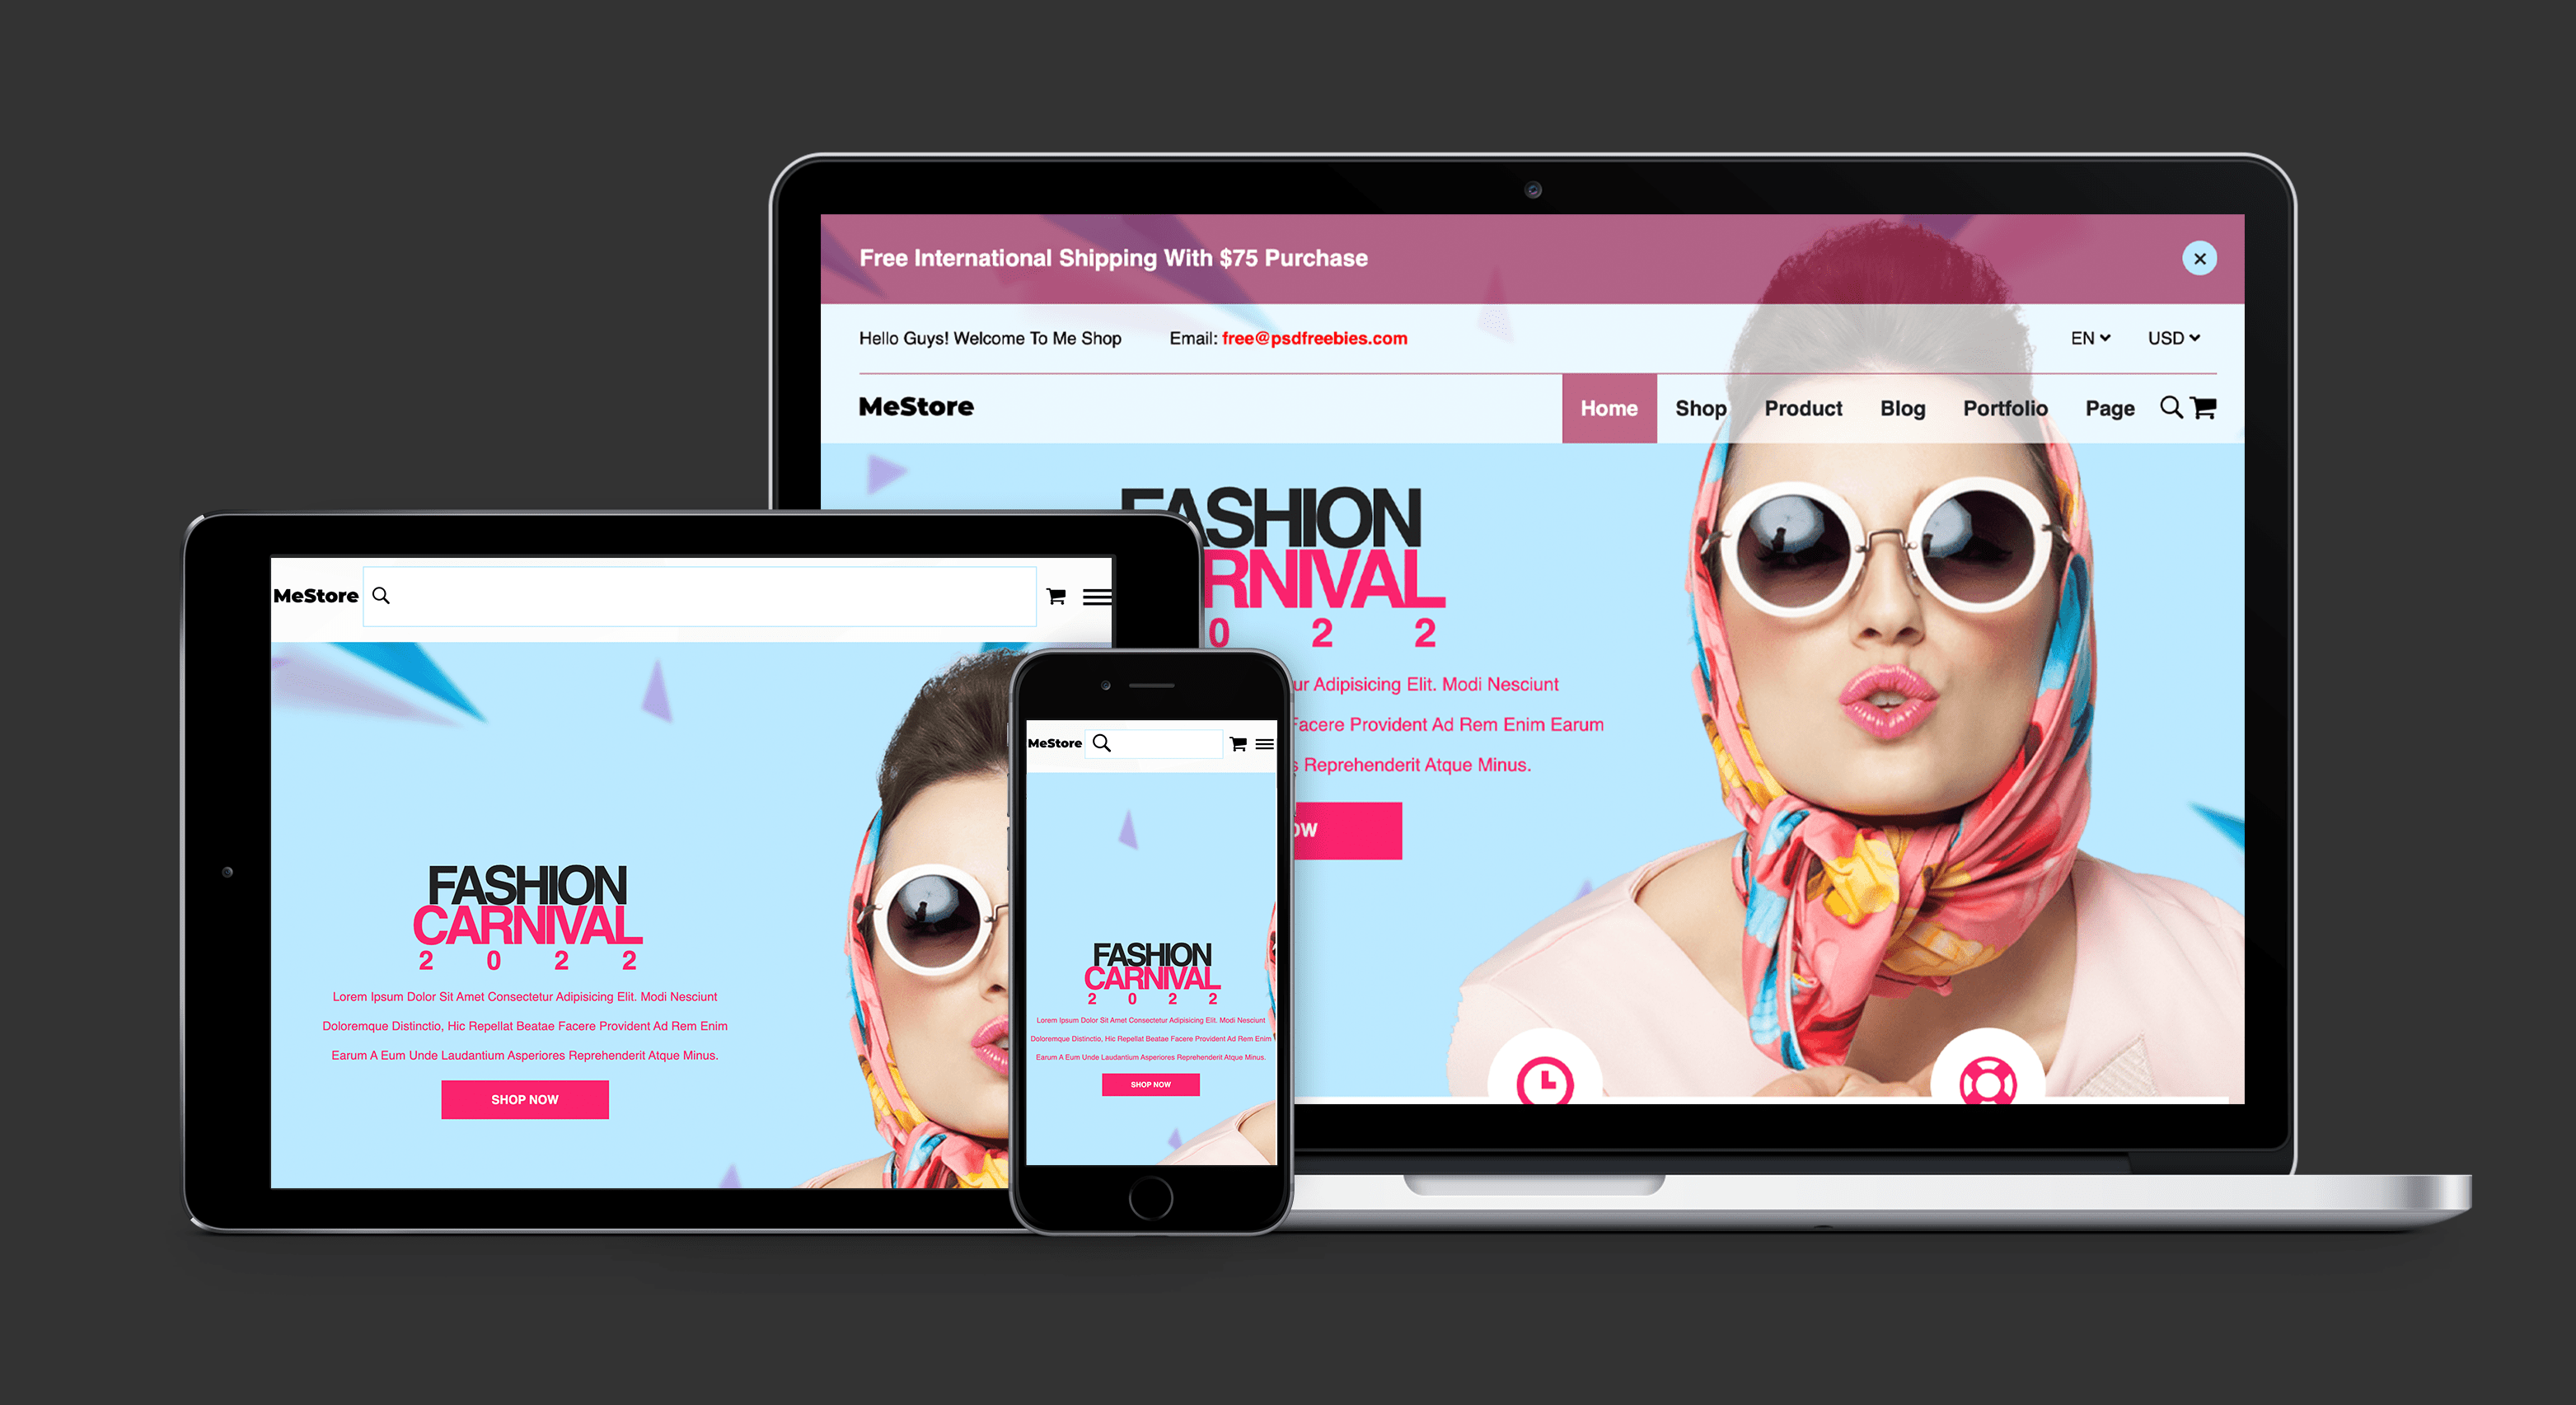 Free International Shipping With $75 Purchase
Hello Guys! Welcome To Me Shop Email: free@psdfreebies.com EN USD
MeStore Home Shop Product Blog Portfolio Page
FASHION
RNIVAL
0 2 2
ur Adipisicing Elit. Modi Nesciunt
Facere Provident Ad Rem Enim Earum
s Reprehenderit Atque Minus.
OW
MeStore
FASHION
CARNIVAL
2 0 2 2
Lorem Ipsum Dolor Sit Amet Consectetur Adipisicing Elit. Modi Nesciunt
Doloremque Distinctio, Hic Repellat Beatae Facere Provident Ad Rem Enim
Earum A Eum Unde Laudantium Asperiores Reprehenderit Atque Minus.
SHOP NOW
MeStore
FASHION
CARNIVAL
2 0 2 2
Lorem Ipsum Dolor Sit Amet Consectetur Adipisicing Elit. Modi Nesciunt
Doloremque Distinctio, Hic Repellat Beatae Facere Provident Ad Rem Enim
Earum A Eum Unde Laudantium Asperiores Reprehenderit Atque Minus.
SHOP NOW